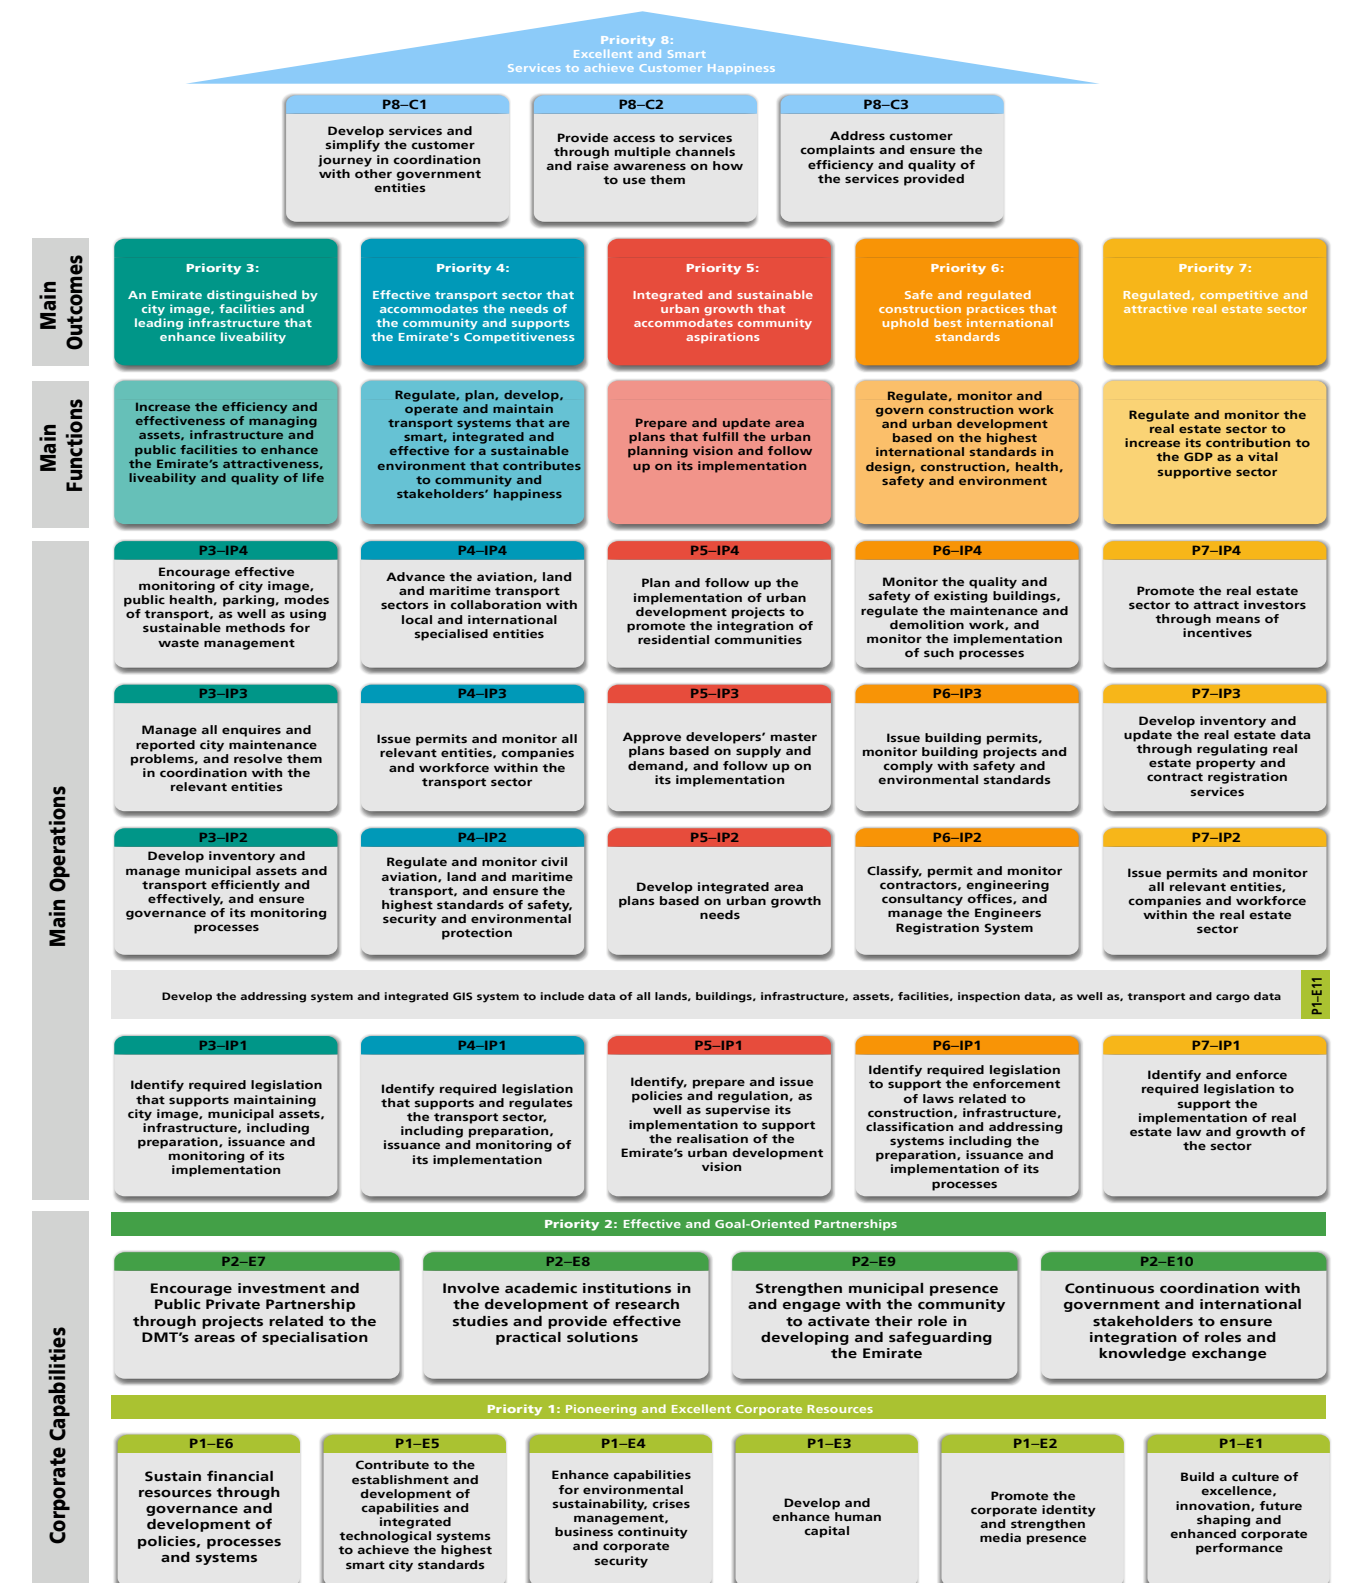 Priority 8:
Excellent and Smart
Services to achieve Customer Happiness
P8–C1
Develop services and
simplify the customer
journey in coordination
with other government
entities
P8–C2
Provide access to services
through multiple channels
and raise awareness on how
to use them
P8–C3
Address customer
complaints and ensure the
efficiency and quality of
the services provided
Main
Outcomes
Priority 3:
An Emirate distinguished by
city image, facilities and
leading infrastructure that
enhance liveability
Priority 4:
Effective transport sector that
accommodates the needs of
the community and supports
the Emirate's Competitiveness
Priority 5:
Integrated and sustainable
urban growth that
accommodates community
aspirations
Priority 6:
Safe and regulated
construction practices that
uphold best international
standards
Priority 7:
Regulated, competitive and
attractive real estate sector
Main
Functions
Increase the efficiency and
effectiveness of managing
assets, infrastructure and
public facilities to enhance
the Emirate’s attractiveness,
liveability and quality of life
Regulate, plan, develop,
operate and maintain
transport systems that are
smart, integrated and
effective for a sustainable
environment that contributes
to community and
stakeholders’ happiness
Prepare and update area
plans that fulfill the urban
planning vision and follow
up on its implementation
Regulate, monitor and
govern construction work
and urban development
based on the highest
international standards in
design, construction, health,
safety and environment
Regulate and monitor the
real estate sector to
increase its contribution to
the GDP as a vital
supportive sector
Main Operations
P3–IP4
Encourage effective
monitoring of city image,
public health, parking, modes
of transport, as well as using
sustainable methods for
waste management
P4–IP4
Advance the aviation, land
and maritime transport
sectors in collaboration with
local and international
specialised entities
P5–IP4
Plan and follow up the
implementation of urban
development projects to
promote the integration of
residential communities
P6–IP4
Monitor the quality and
safety of existing buildings,
regulate the maintenance and
demolition work, and
monitor the implementation
of such processes
P7–IP4
Promote the real estate
sector to attract investors
through means of
incentives
P3–IP3
Manage all enquires and
reported city maintenance
problems, and resolve them
in coordination with the
relevant entities
P4–IP3
Issue permits and monitor all
relevant entities, companies
and workforce within the
transport sector
P5–IP3
Approve developers’ master
plans based on supply and
demand, and follow up on
its implementation
P6–IP3
Issue building permits,
monitor building projects and
comply with safety and
environmental standards
P7–IP3
Develop inventory and
update the real estate data
through regulating real
estate property and
contract registration
services
P3–IP2
Develop inventory and
manage municipal assets and
transport efficiently and
effectively, and ensure
governance of its monitoring
processes
P4–IP2
Regulate and monitor civil
aviation, land and maritime
transport, and ensure the
highest standards of safety,
security and environmental
protection
P5–IP2
Develop integrated area
plans based on urban growth
needs
P6–IP2
Classify, permit and monitor
contractors, engineering
consultancy offices, and
manage the Engineers
Registration System
P7–IP2
Issue permits and monitor
all relevant entities,
companies and workforce
within the real estate
sector
Develop the addressing system and integrated GIS system to include data of all lands, buildings, infrastructure, assets, facilities, inspection data, as well as, transport and cargo data
P1–E11
P3–IP1
Identify required legislation
that supports maintaining
city image, municipal assets,
infrastructure, including
preparation, issuance and
monitoring of its
implementation
P4–IP1
Identify required legislation
that supports and regulates
the transport sector,
including preparation,
issuance and monitoring of
its implementation
P5–IP1
Identify, prepare and issue
policies and regulation, as
well as supervise its
implementation to support
the realisation of the
Emirate’s urban development
vision
P6–IP1
Identify required legislation
to support the enforcement
of laws related to
construction, infrastructure,
classification and addressing
systems including the
preparation, issuance and
implementation of its
processes
P7–IP1
Identify and enforce
required legislation to
support the
implementation of real
estate law and growth of
the sector
Corporate Capabilities
Priority 2: Effective and Goal-Oriented Partnerships
P2–E7
Encourage investment and
Public Private Partnership
through projects related to the
DMT’s areas of specialisation
P2–E8
Involve academic institutions in
the development of research
studies and provide effective
practical solutions
P2–E9
Strengthen municipal presence
and engage with the community
to activate their role in
developing and safeguarding
the Emirate
P2–E10
Continuous coordination with
government and international
stakeholders to ensure
integration of roles and
knowledge exchange
Priority 1: Pioneering and Excellent Corporate Resources
P1–E6
Sustain financial
resources through
governance and
development of
policies, processes
and systems
P1–E5
Contribute to the
establishment and
development of
capabilities and
integrated
technological systems
to achieve the highest
smart city standards
P1–E4
Enhance capabilities
for environmental
sustainability, crises
management,
business continuity
and corporate
security
P1–E3
Develop and
enhance human
capital
P1–E2
Promote the
corporate identity
and strengthen
media presence
P1–E1
Build a culture of
excellence,
innovation, future
shaping and
enhanced corporate
performance